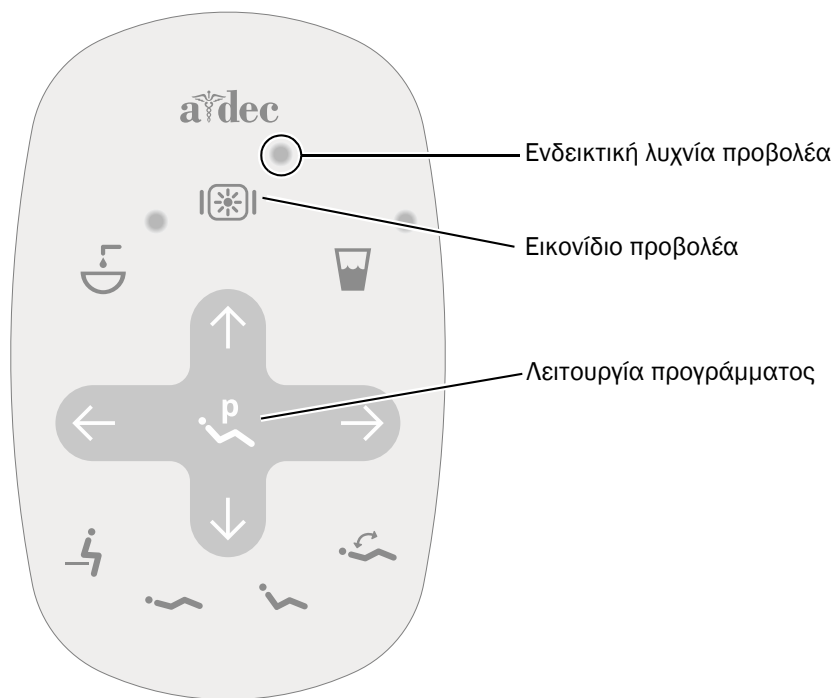 a dec
Ενδεικτική λυχνία προβολέα
Εικονίδιο προβολέα
Λειτουργία προγράμματος
p